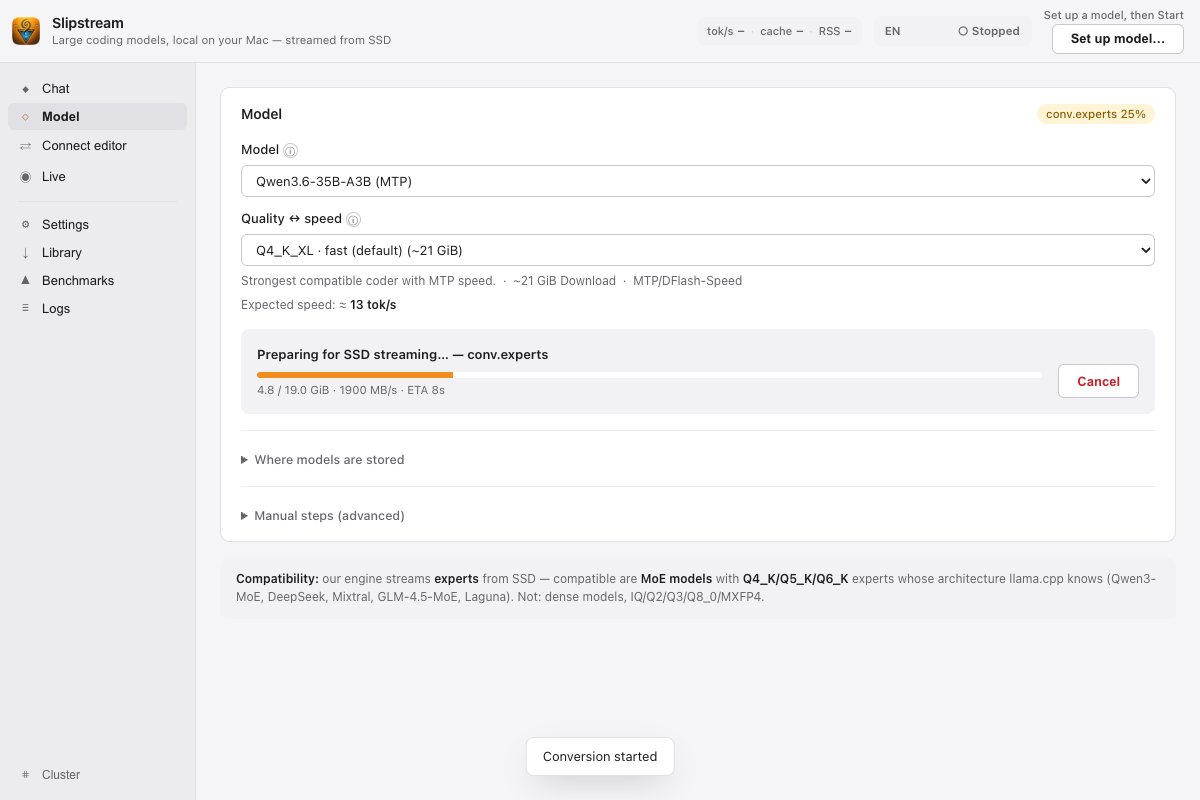 Slipstream
Large coding models, local on your Mac — streamed from SSD
tok/s – · cache – · RSS –
EN
Stopped
Set up a model, then Start
Set up model...
Chat
Model
Connect editor
Live
Settings
Library
Benchmarks
Logs
Cluster
Model
conv.experts 25%
Model
Qwen3.6-35B-A3B (MTP)
Quality ↔ speed
Q4_K_XL · fast (default) (~21 GiB)
Strongest compatible coder with MTP speed. · ~21 GiB Download · MTP/DFlash-Speed
Expected speed: ≈ 13 tok/s
Preparing for SSD streaming... — conv.experts
4.8 / 19.0 GiB · 1900 MB/s · ETA 8s
Cancel
Where models are stored
Manual steps (advanced)
Compatibility: our engine streams experts from SSD — compatible are MoE models with Q4_K/Q5_K/Q6_K experts whose architecture llama.cpp knows (Qwen3-
MoE, DeepSeek, Mixtral, GLM-4.5-MoE, Laguna). Not: dense models, IQ/Q2/Q3/Q8_0/MXFP4.
Conversion started